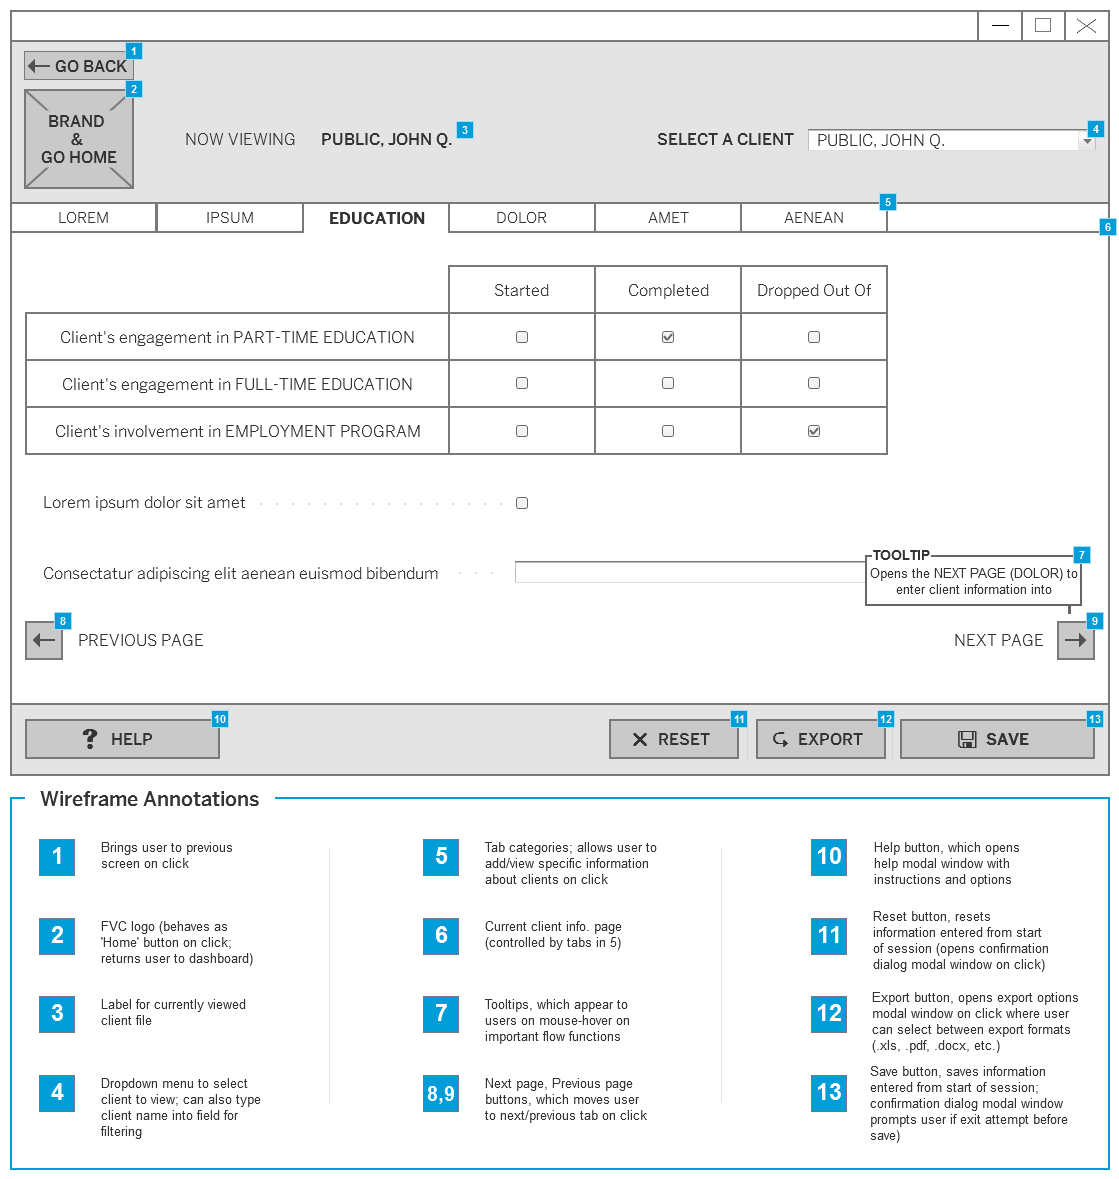 1
GO BACK
2
BRAND
&
GO HOME
NOW VIEWING PUBLIC, JOHN Q. 3
SELECT A CLIENT PUBLIC, JOHN Q. 4
LOREM IPSUM EDUCATION DOLOR AMET AENEAN 5
6
Started Completed Dropped Out Of
Client's engagement in PART-TIME EDUCATION
Client's engagement in FULL-TIME EDUCATION
Client's involvement in EMPLOYMENT PROGRAM
Lorem ipsum dolor sit amet
Consectatur adipiscing elit aenean euismod bibendum
TOOLTIP 7
Opens the NEXT PAGE (DOLOR) to
enter client information into
8 PREVIOUS PAGE
NEXT PAGE 9
? HELP 10
RESET 11
EXPORT 12
SAVE 13
Wireframe Annotations
1
Brings user to previous
screen on click
2
FVC logo (behaves as
'Home' button on click;
returns user to dashboard)
3
Label for currently viewed
client file
4
Dropdown menu to select
client to view; can also type
client name into field for
filtering
5
Tab categories; allows user to
add/view specific information
about clients on click
6
Current client info. page
(controlled by tabs in 5)
7
Tooltips, which appear to
users on mouse-hover on
important flow functions
8,9
Next page, Previous page
buttons, which moves user
to next/previous tab on click
10
Help button, which opens
help modal window with
instructions and options
11
Reset button, resets
information entered from start
of session (opens confirmation
dialog modal window on click)
12
Export button, opens export options
modal window on click where user
can select between export formats
(.xls, .pdf, .docx, etc.)
13
Save button, saves information
entered from start of session;
confirmation dialog modal window
prompts user if exit attempt before
save)